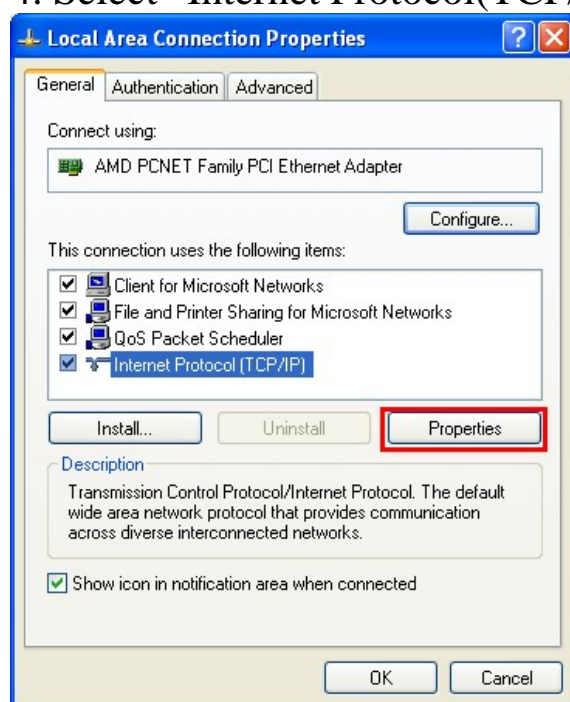 4. Select "Internet Protocol(TCP/
Local Area Connection Properties
General Authentication Advanced
Connect using:
AMD PCNET Family PCI Ethernet Adapter
Configure...
This connection uses the following items:
Client for Microsoft Networks
File and Printer Sharing for Microsoft Networks
QoS Packet Scheduler
Internet Protocol (TCP/IP)
Install... Uninstall Properties
Description
Transmission Control Protocol/Internet Protocol. The default
wide area network protocol that provides communication
across diverse interconnected networks.
Show icon in notification area when connected
OK Cancel